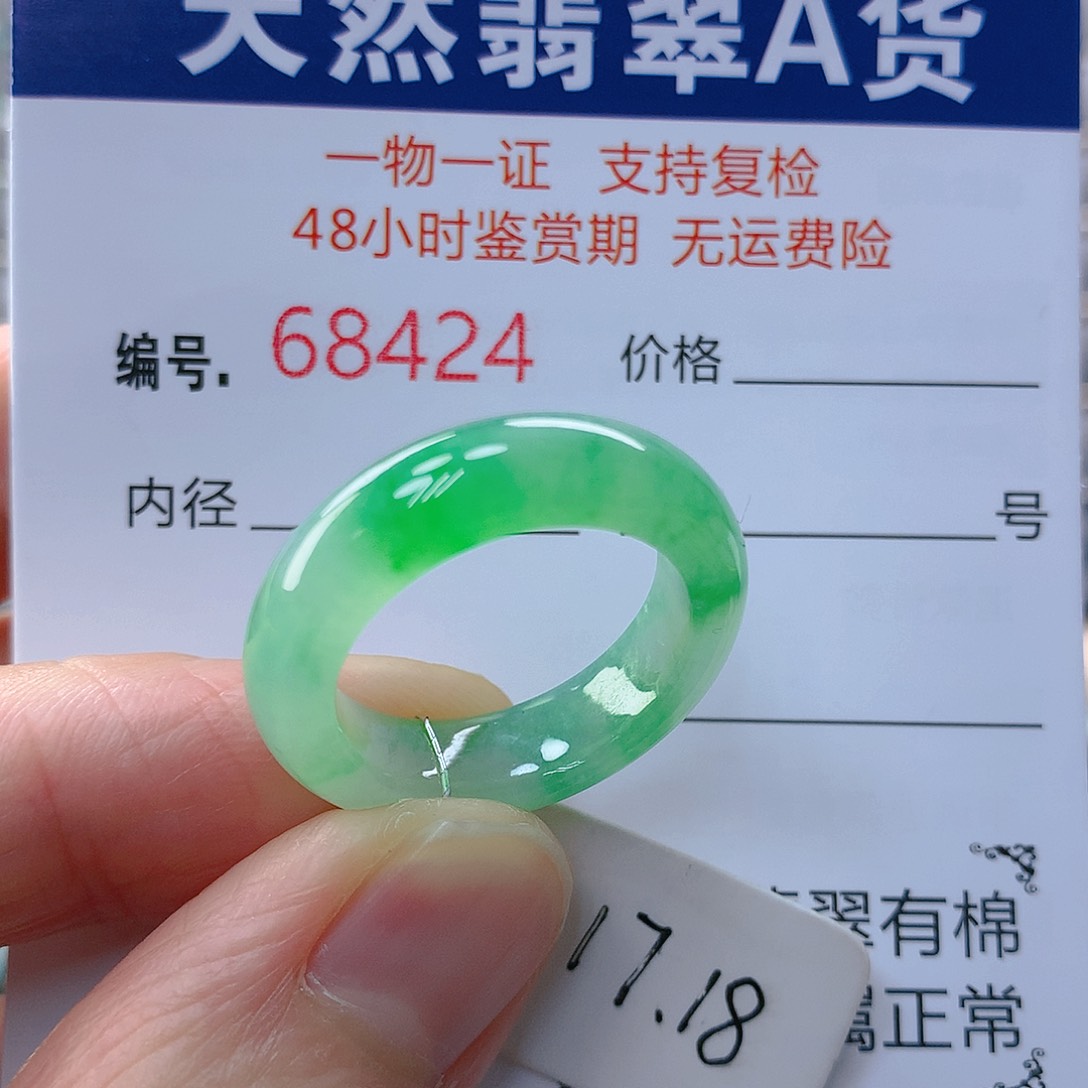 天然翡翠A货
一物一证 支持复检
48小时鉴赏期 无运费险
编号. 68424 价格
内径 号
翠有棉
正常
17.18